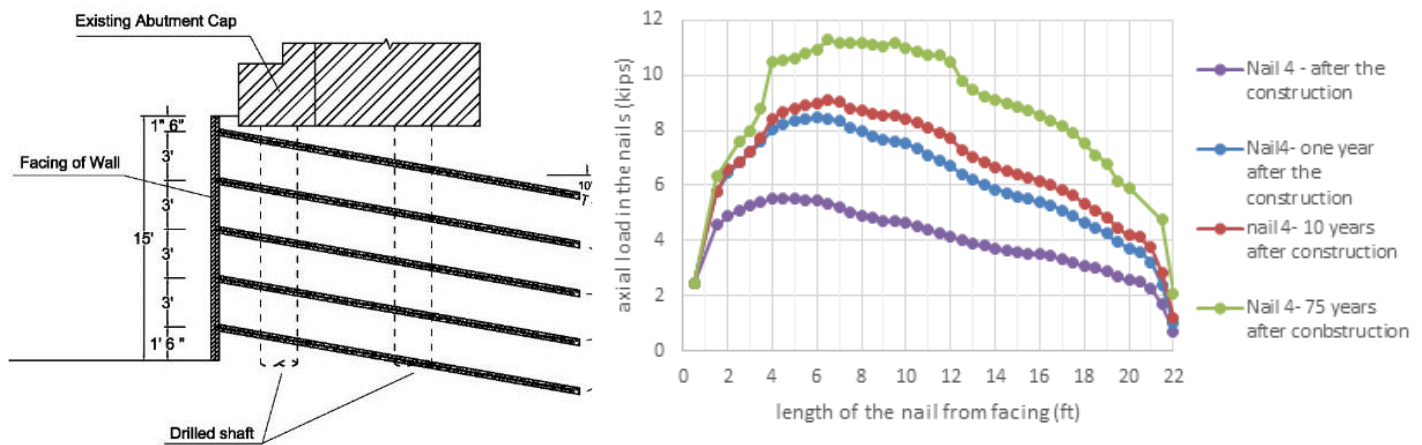 Existing Abutment Cap
1" 6"
3'
Facing of Wall
3'
15'
3'
3'
1' 6 "
10'
Drilled shaft
12
10
8
6
4
2
0
axial load in the nails (kips)
0 2 4 6 8 10 12 14 16 18 20 22
length of the nail from facing (ft)
Nail 4 - after the
construction
Nail4- one year
after the
construction
nail 4- 10 years
after construction
Nail 4- 75 years
after conbstruction